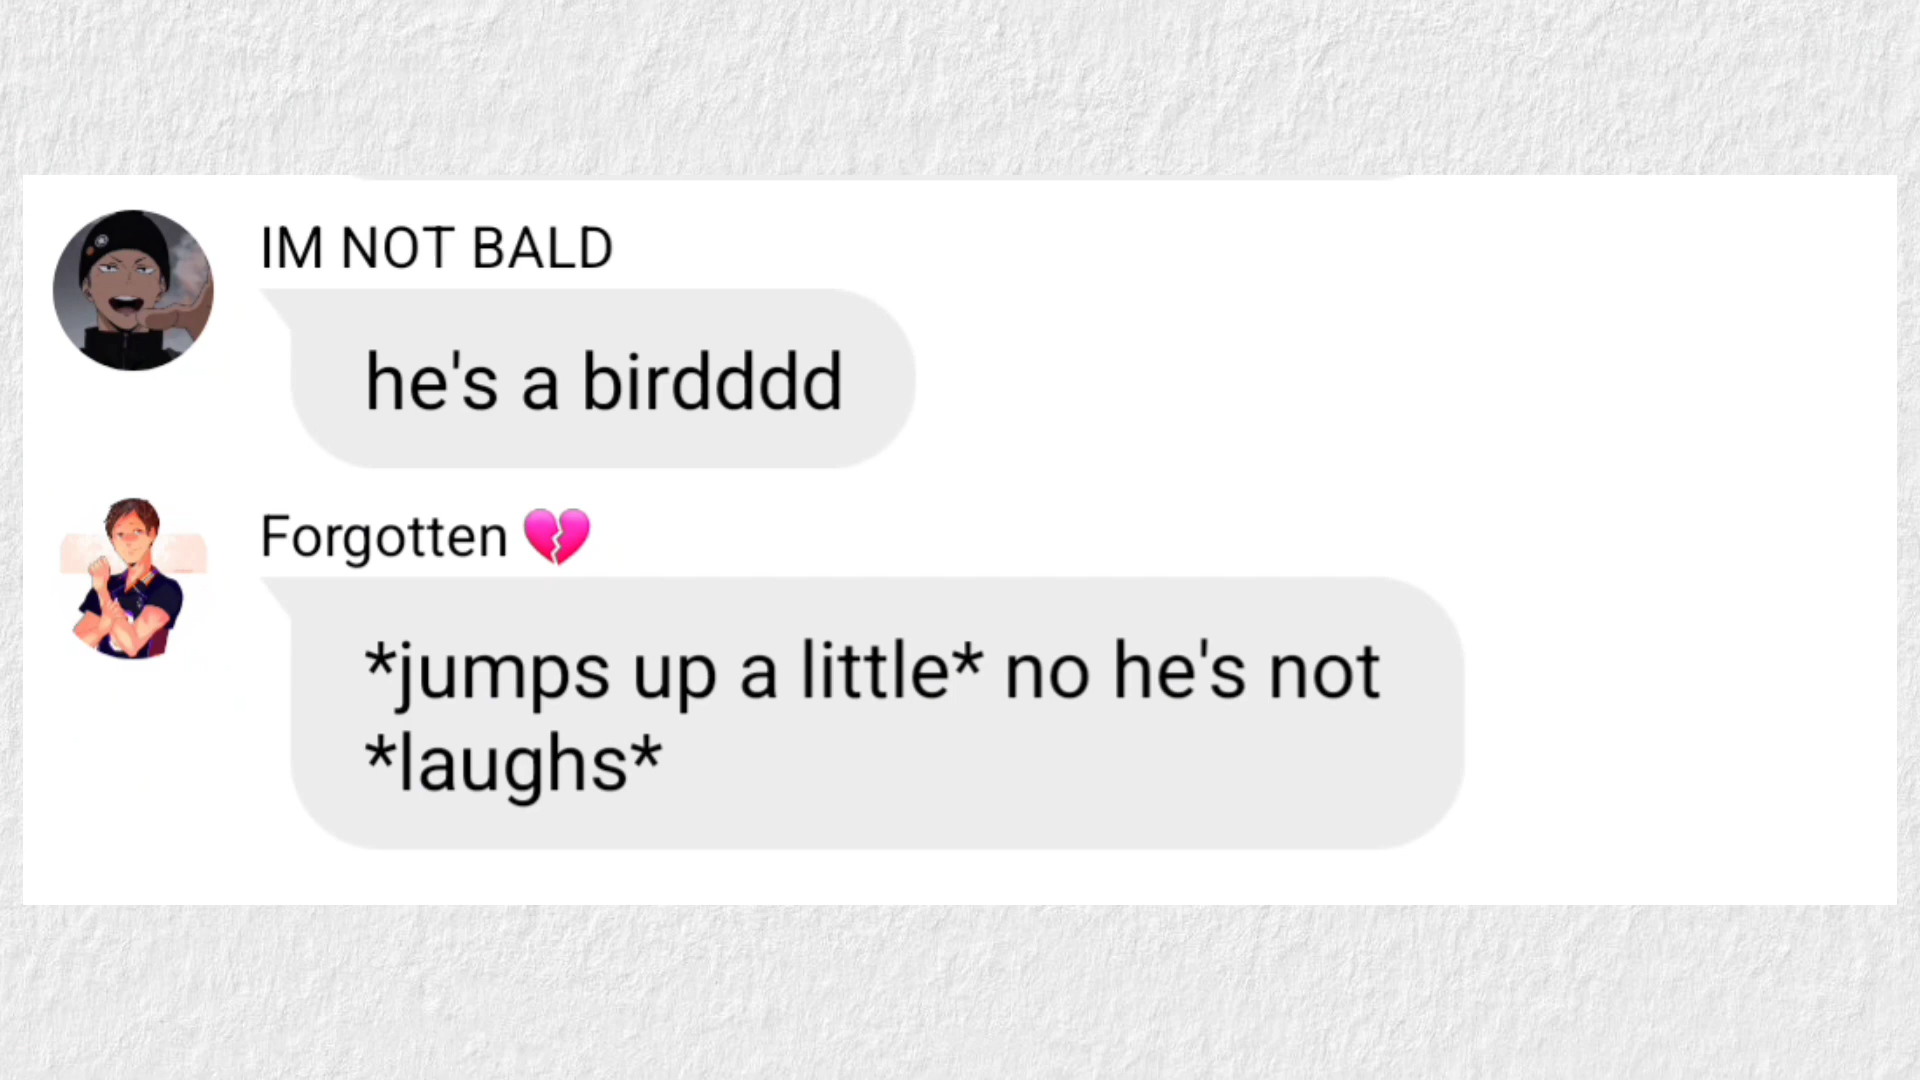 IM NOT BALD
he's a birdddd
Forgotten 💔
*jumps up a little* no he's not
*laughs*